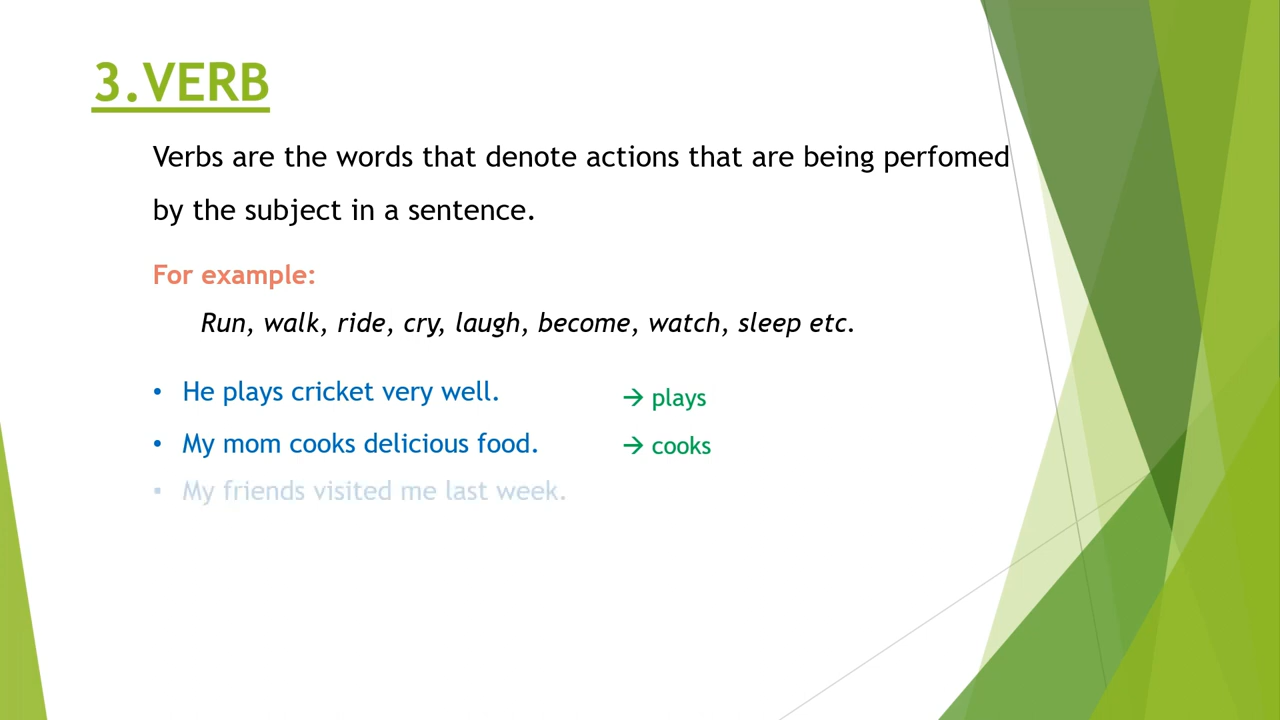 3.VERB
Verbs are the words that denote actions that are being perfomed
by the subject in a sentence.
For example:
Run, walk, ride, cry, laugh, become, watch, sleep etc.
• He plays cricket very well. → plays
• My mom cooks delicious food. → cooks
▪ My friends visited me last week.